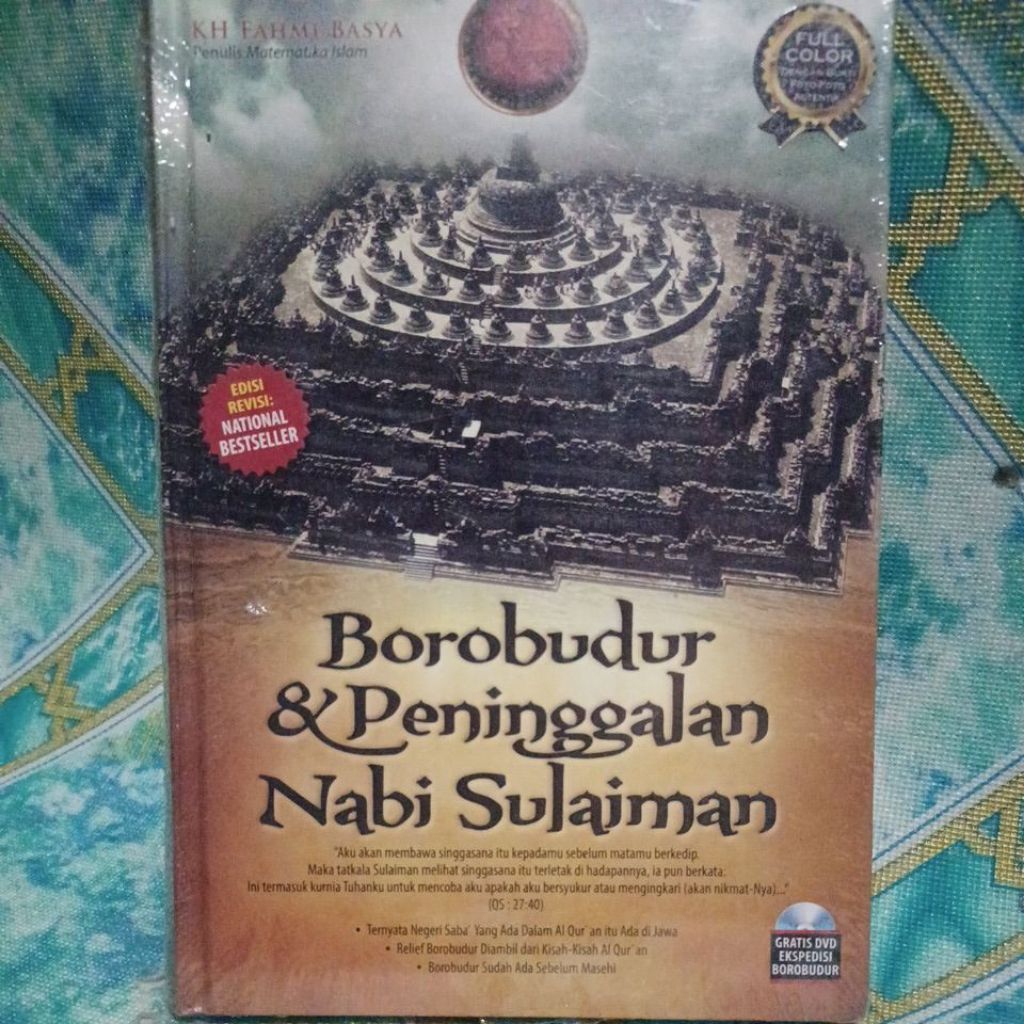 KH FAHMI BASYA
Penulis Matematika Islam
FULL
COLOR
EDISI
REVISI:
NATIONAL
BESTSELLER
Borobudur
& Peninggalan
Nabi Sulaiman
"Aku akan membawa singgasana itu kepadamu sebelum matamu berkedip.
Maka tatkala Sulaiman melihat singgasana itu terletak di hadapannya, ia pun berkata:
Ini termasuk kurnia Tuhanku untuk mencoba aku apakah aku bersyukur atau mengingkari (akan nikmat-Nya)..."
(QS : 27:40)
• Ternyata Negeri Saba' Yang Ada Dalam Al Qur'an itu Ada di Jawa
• Relief Borobudur Diambil dari Kisah-Kisah Al Qur'an
• Borobudur Sudah Ada Sebelum Masehi
GRATIS DVD
EKSPEDISI
BOROBUDUR